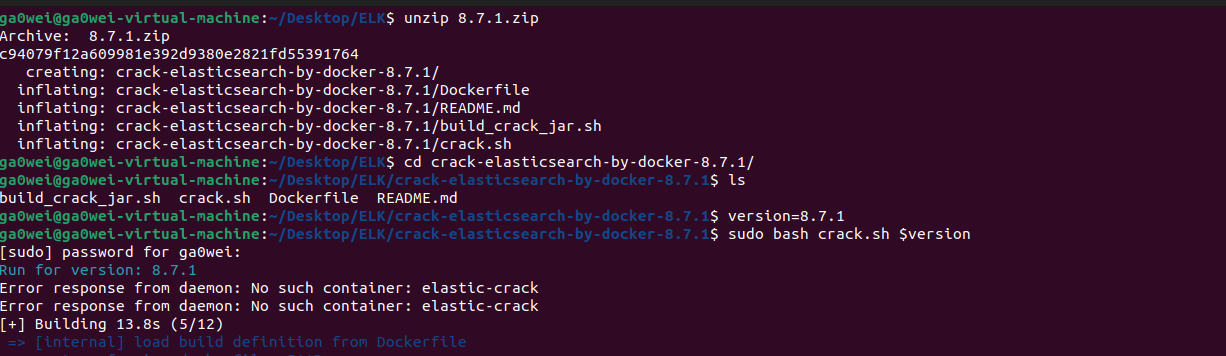 ga0wei@ga0wei-virtual-machine:~/Desktop/ELK$ unzip 8.7.1.zip
Archive:  8.7.1.zip
c94079f12a609981e392d9380e2821fd55391764
   creating: crack-elasticsearch-by-docker-8.7.1/
  inflating: crack-elasticsearch-by-docker-8.7.1/Dockerfile
  inflating: crack-elasticsearch-by-docker-8.7.1/README.md
  inflating: crack-elasticsearch-by-docker-8.7.1/build_crack_jar.sh
  inflating: crack-elasticsearch-by-docker-8.7.1/crack.sh
ga0wei@ga0wei-virtual-machine:~/Desktop/ELK$ cd crack-elasticsearch-by-docker-8.7.1/
ga0wei@ga0wei-virtual-machine:~/Desktop/ELK/crack-elasticsearch-by-docker-8.7.1$ ls
build_crack_jar.sh  crack.sh  Dockerfile  README.md
ga0wei@ga0wei-virtual-machine:~/Desktop/ELK/crack-elasticsearch-by-docker-8.7.1$ version=8.7.1
ga0wei@ga0wei-virtual-machine:~/Desktop/ELK/crack-elasticsearch-by-docker-8.7.1$ sudo bash crack.sh $version
[sudo] password for ga0wei:
Run for version: 8.7.1
Error response from daemon: No such container: elastic-crack
Error response from daemon: No such container: elastic-crack
[+] Building 13.8s (5/12)
 => [internal] load build definition from Dockerfile